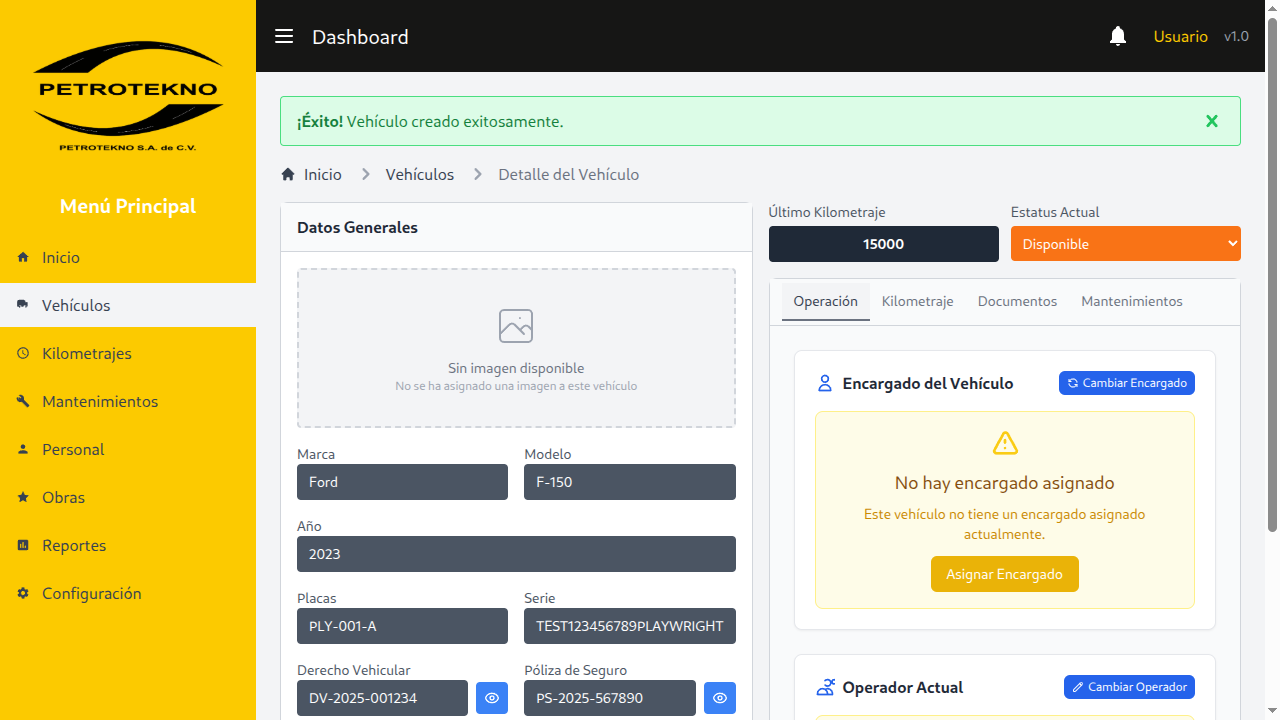 PETROTEKNO
PETROTEKNO S.A. de C.V.
Menú Principal
Inicio
Vehículos
Kilometrajes
Mantenimientos
Personal
Obras
Reportes
Configuración
Dashboard
Usuario
v1.0
¡Éxito! Vehículo creado exitosamente.
Inicio
Vehículos
Detalle del Vehículo
Datos Generales
Sin imagen disponible
No se ha asignado una imagen a este vehículo
Marca
Modelo
Ford
F-150
Año
2023
Placas
Serie
PLY-001-A
TEST123456789PLAYWRIGHT
Derecho Vehicular
Póliza de Seguro
DV-2025-001234
PS-2025-567890
Último Kilometraje
Estatus Actual
15000
Disponible
Operación
Kilometraje
Documentos
Mantenimientos
Encargado del Vehículo
Cambiar Encargado
No hay encargado asignado
Este vehículo no tiene un encargado asignado
actualmente.
Asignar Encargado
Operador Actual
Cambiar Operador